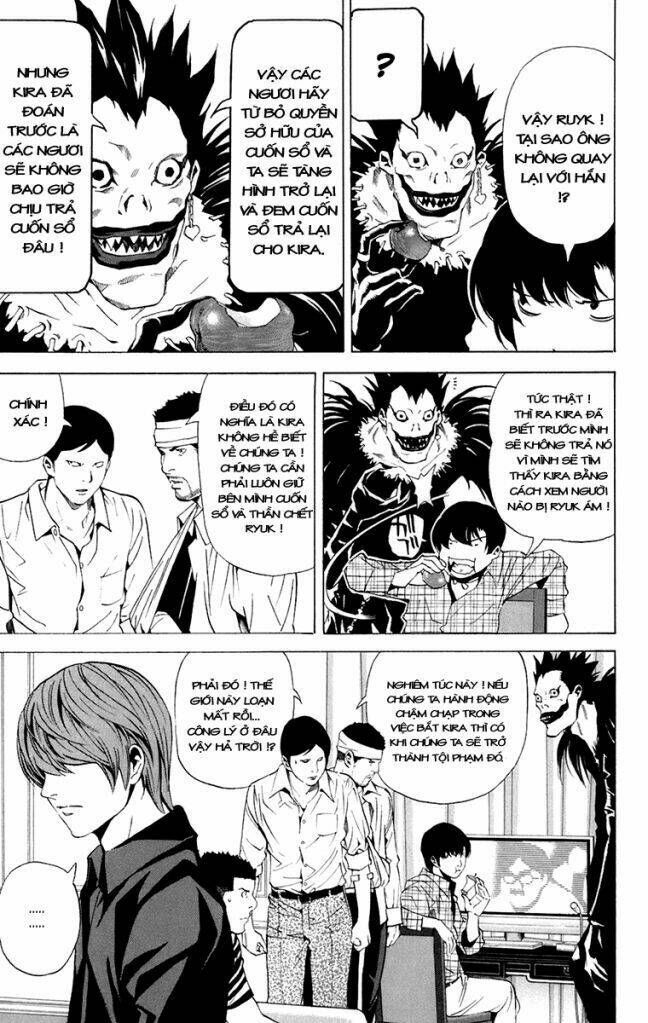 VẬY RUYK !
TẠI SAO ÔNG
KHÔNG QUAY
LẠI VỚI HẮN
!?
?
VẬY CÁC
NGƯƠI HÃY
TỪ BỎ QUYỀN
SỞ HỮU CỦA
CUỐN SỔ VÀ
TA SẼ TÀNG
HÌNH TRỞ LẠI
VÀ ĐEM CUỐN
SỔ TRẢ LẠI
CHO KIRA.
NHƯNG
KIRA ĐÃ
ĐOÁN
TRƯỚC LÀ
CÁC NGƯƠI
SẼ KHÔNG
BAO GIỜ
CHỊU TRẢ
CUỐN SỔ
ĐÂU !
TỨC THẬT !
THÌ RA KIRA ĐÃ
BIẾT TRƯỚC MÌNH
SẼ KHÔNG TRẢ NÓ
VÌ MÌNH SẼ TÌM
THẤY KIRA BẰNG
CÁCH XEM NGƯỜI
NÀO BỊ RYUK ÁM !
ĐIỀU ĐÓ CÓ
NGHĨA LÀ KIRA
KHÔNG HỀ BIẾT
VỀ CHÚNG TA !
CHÚNG TA CẦN
PHẢI LUÔN GIỮ
BÊN MÌNH CUỐN
SỔ VÀ THẦN CHẾT
RYUK !
CHÍNH
XÁC !
NGHIÊM TÚC NÀY ! NẾU
CHÚNG TA HÀNH ĐỘNG
CHẬM CHẠP TRONG
VIỆC BẮT KIRA THÌ CÓ
KHI CHÚNG TA SẼ TRỞ
THÀNH TỘI PHẠM ĐÓ.
PHẢI ĐÓ ! THẾ
GIỚI NÀY LOẠN
MẤT RỒI...
CÔNG LÝ Ở ĐÂU
VẬY HẢ TRỜI !?
......
......